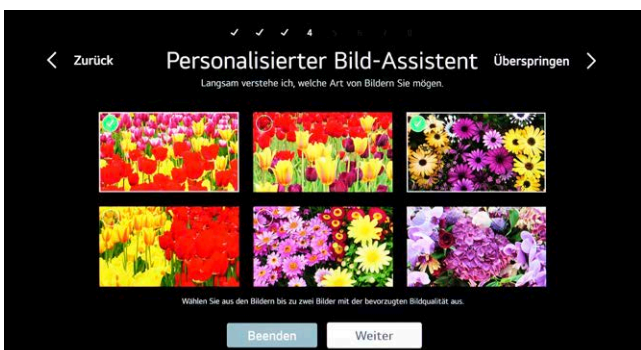 4
Zurück
Personalisierter Bild-Assistent
Überspringen
Langsam verstehe ich, welche Art von Bildern Sie mögen.
Wählen Sie aus den Bildern bis zu zwei Bilder mit der bevorzugten Bildqualität aus.
Beenden
Weiter